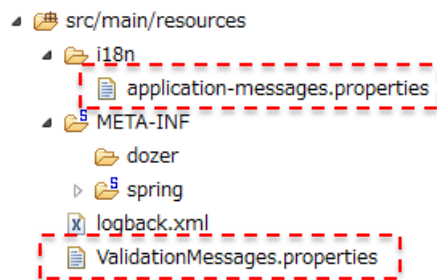 src/main/resources
i18n
application-messages.properties
META-INF
dozer
spring
logback.xml
ValidationMessages.properties